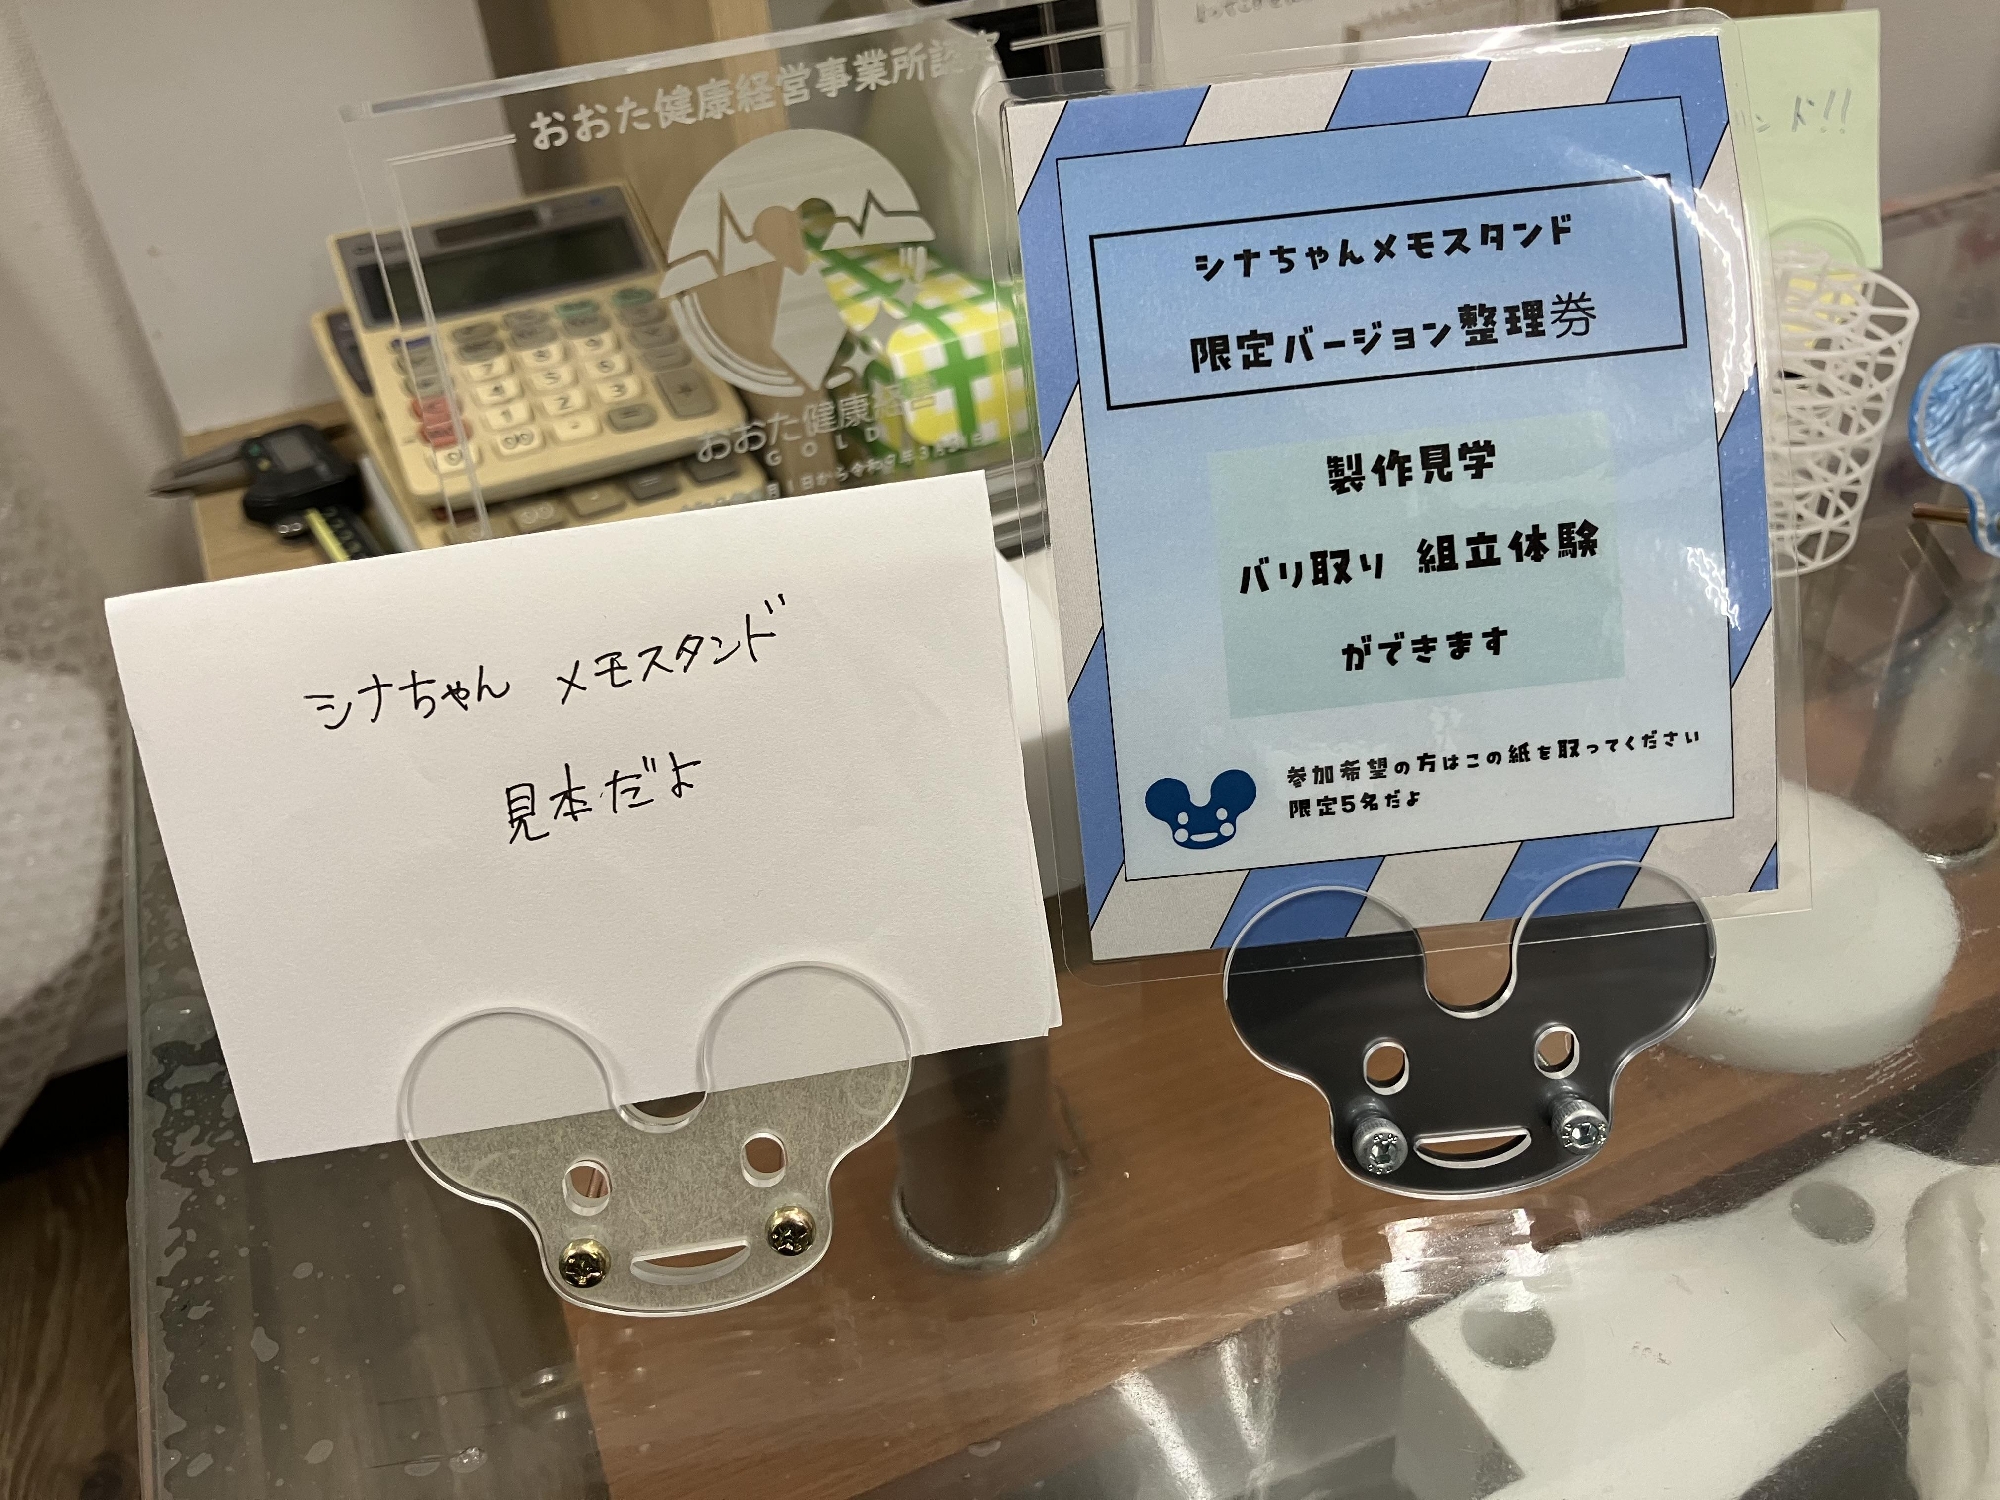 おおた健康経営事業所認定
おおた健康経営
GOLD
シナちゃん メモスタンド
見本だよ
シナちゃんメモスタンド
限定バージョン整理券
製作見学
バリ取り 組立体験
ができます
参加希望の方はこの紙を取ってください
限定5名だよ
ンド!!